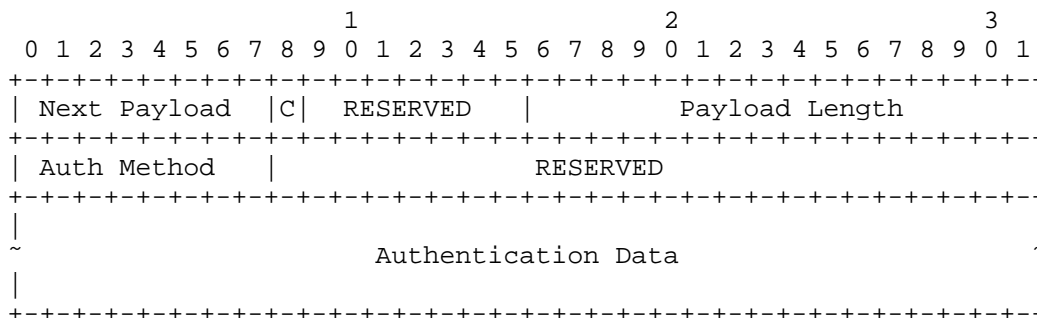 1                   2                   3
 0 1 2 3 4 5 6 7 8 9 0 1 2 3 4 5 6 7 8 9 0 1 2 3 4 5 6 7 8 9 0 1
+-+-+-+-+-+-+-+-+-+-+-+-+-+-+-+-+-+-+-+-+-+-+-+-+-+-+-+-+-+-+-+-
| Next Payload  |C|  RESERVED   |         Payload Length
+-+-+-+-+-+-+-+-+-+-+-+-+-+-+-+-+-+-+-+-+-+-+-+-+-+-+-+-+-+-+-+-
| Auth Method   |                RESERVED
+-+-+-+-+-+-+-+-+-+-+-+-+-+-+-+-+-+-+-+-+-+-+-+-+-+-+-+-+-+-+-+-
|
~                      Authentication Data                      ~
|
+-+-+-+-+-+-+-+-+-+-+-+-+-+-+-+-+-+-+-+-+-+-+-+-+-+-+-+-+-+-+-+-